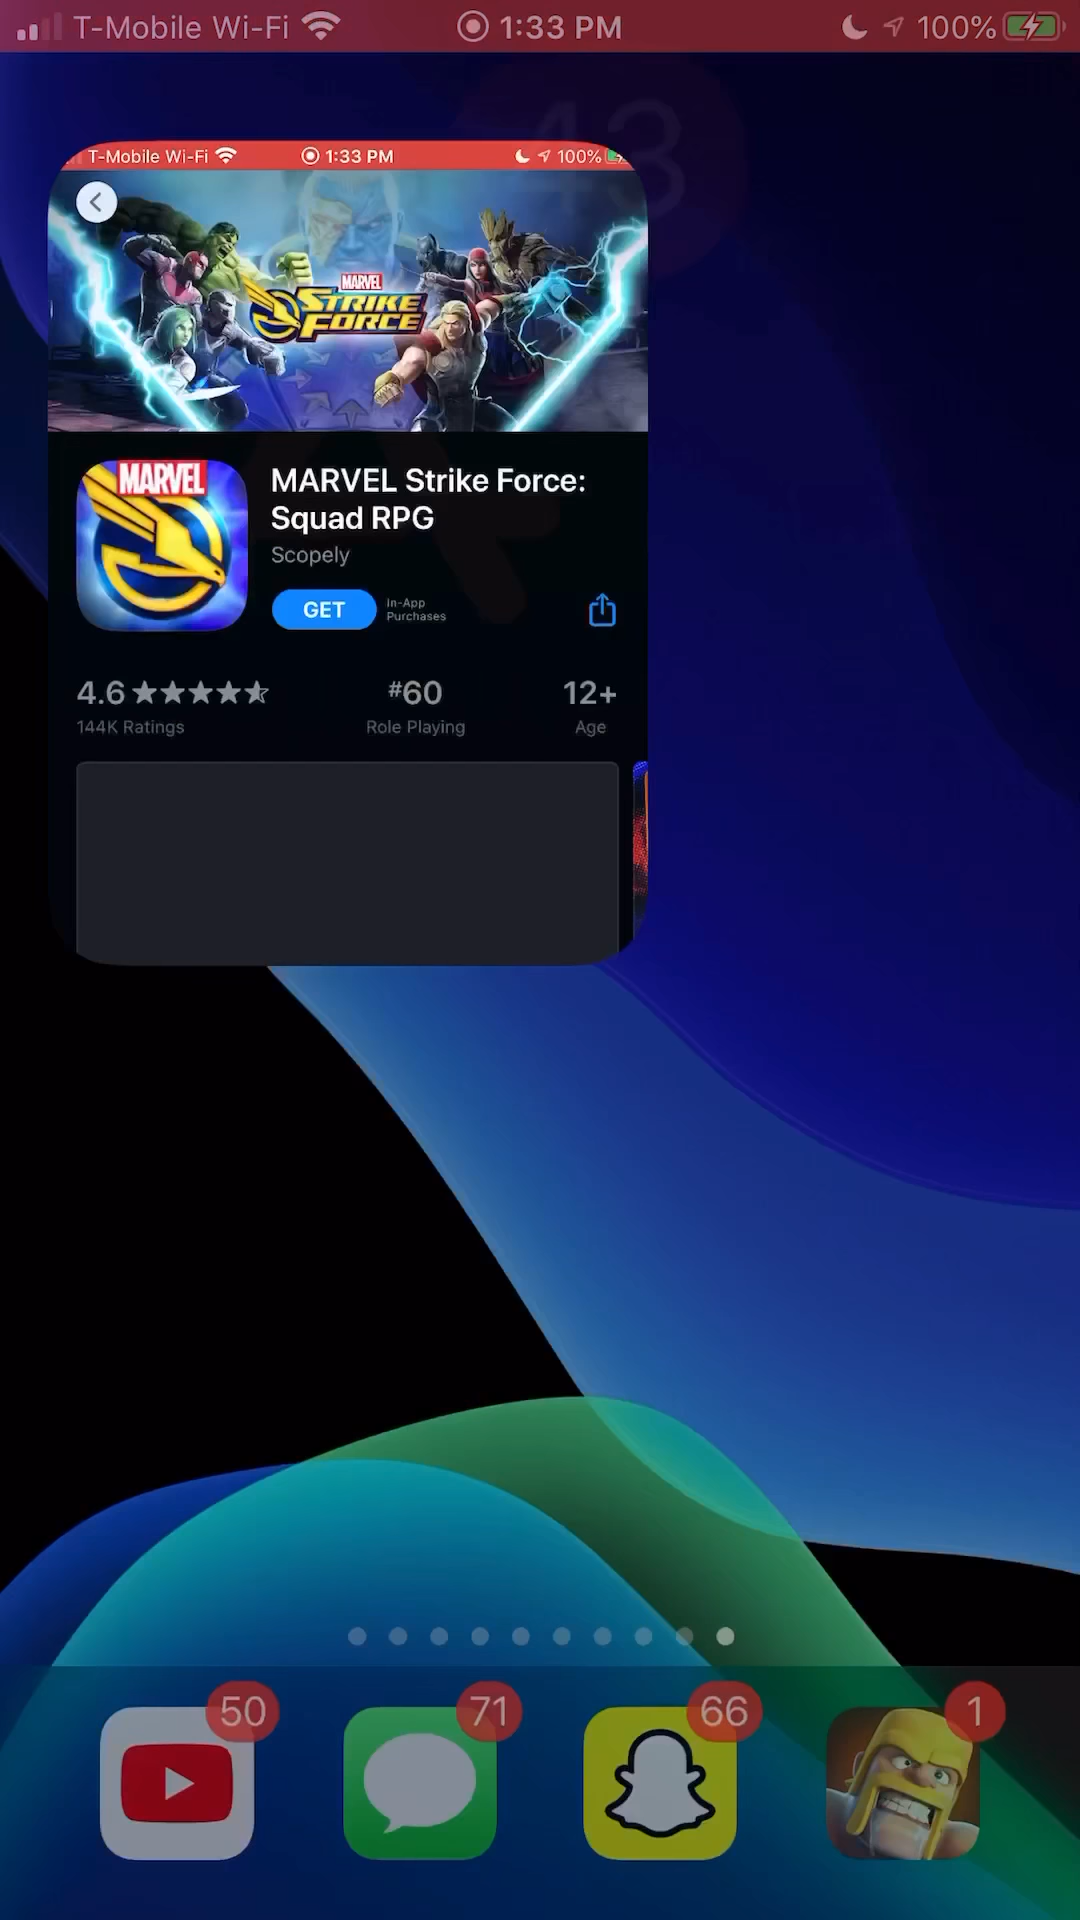 T-Mobile Wi-Fi 1:33 PM 100%
43
T-Mobile Wi-Fi 1:33 PM 100%
MARVEL
STRIKE
FORCE
MARVEL
MARVEL Strike Force:
Squad RPG
Scopely
GET
In-App
Purchases
4.6 #60 12+
144K Ratings Role Playing Age
50 71 66 1